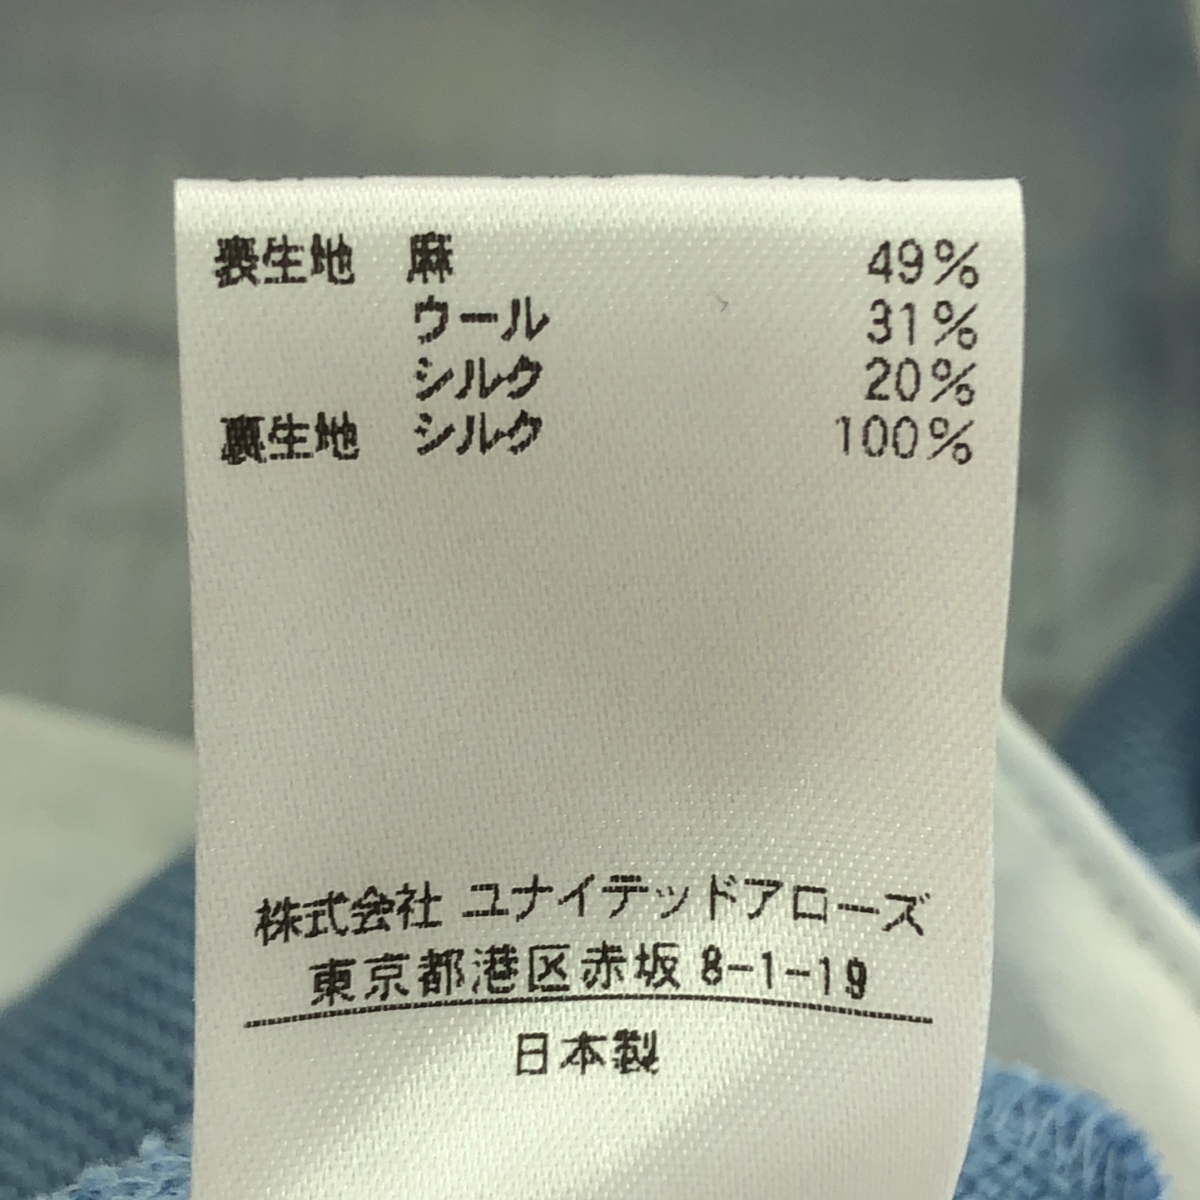 表生地 麻 49%
ウール 31%
シルク 20%
裏生地 シルク 100%
株式会社 ユナイテッドアローズ
東京都港区赤坂 8-1-19
日本製